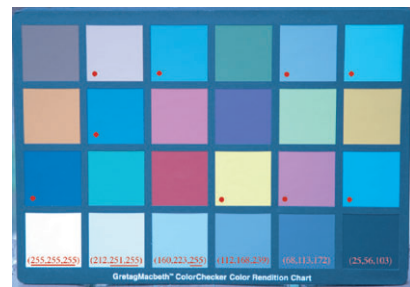 (255,255,255) (212,251,255) (160,223,255) (112,168,239) (68,113,172) (25,56,103)
GretagMacbeth™ ColorChecker Color Rendition Chart